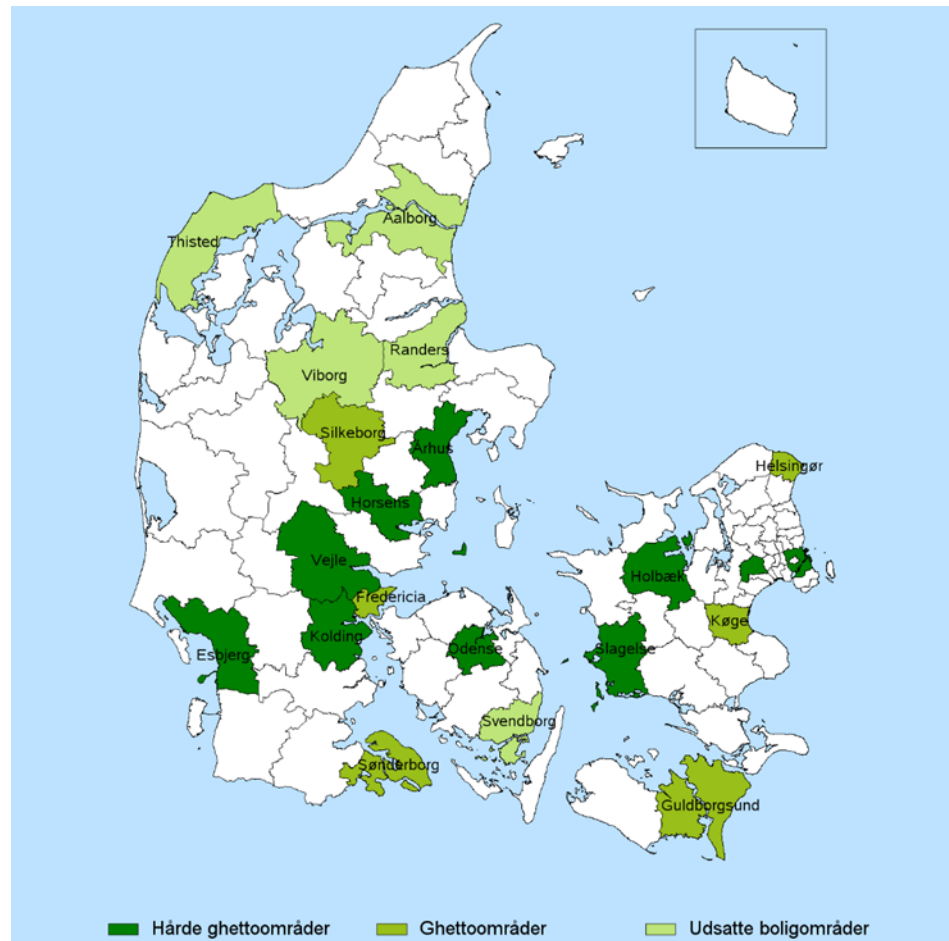 Aalborg
Thisted
Randers
Viborg
Silkeborg
Århus
Helsingør
Horsens
Vejle
Holbæk
Fredericia
Køge
Kolding
Odense
Slagelse
Esbjerg
Svendborg
Sønderborg
Guldborgsund
Hårde ghettoområder
Ghettoområder
Udsatte boligområder